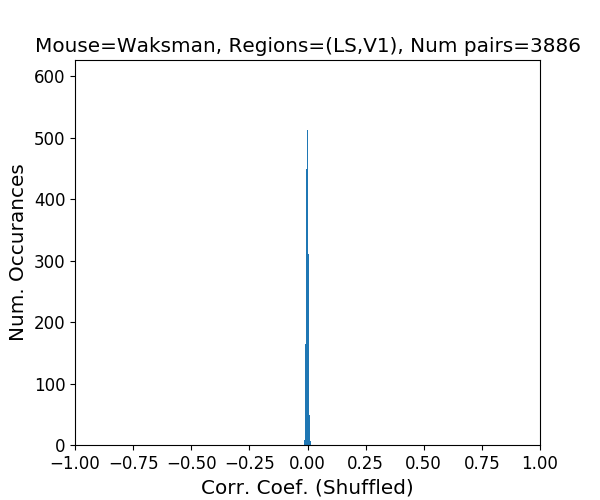 Mouse=Waksman, Regions=(LS,V1), Num pairs=3886
600
500
400
300
200
100
0
Num. Occurances
−1.00 −0.75 −0.50 −0.25 0.00 0.25 0.50 0.75 1.00
Corr. Coef. (Shuffled)